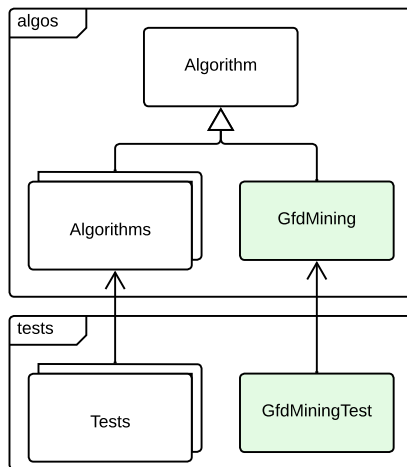 algos
Algorithm
Algorithms
GfdMining
tests
Tests
GfdMiningTest